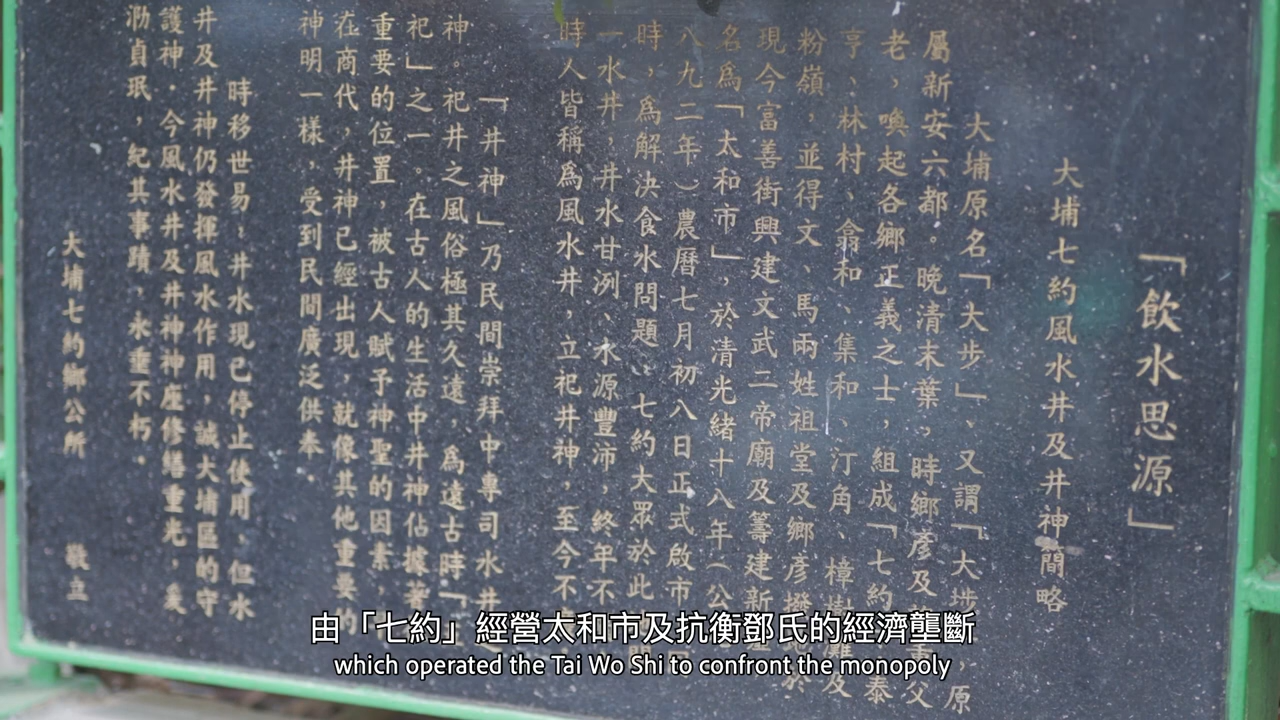 「飲水思源」
大埔七約風水井及井神簡略
大埔原名「大步」、又謂「大埗」,原
屬新安六都。晚清末葉,時鄉彥及父
老,喚起各鄉正義之士,組成「七約
亨、林村、翕和、集和、汀角、樟樹
粉嶺,並得文、馬兩姓祖堂及鄉彥撥
現今富善街興建文武二帝廟及籌建新
名為「太和市」,於清光緒十八年(公
八九二年)農曆七月初八日正式啟市
時,為解決食水問題,七約大眾於此
一水井,井水甘洌、水源豐沛,終年不
時人皆稱為風水井,立祀井神,至今不
「井神」乃民間崇拜中專司水井
神。祀井之風俗極其久遠,為遠古時「
祀」之一。在古人的生活中井神佔據著
重要的位置,被古人賦予神聖的因素,
在商代,井神已經出現,就像其他重要的
神明一樣,受到民間廣泛供奉。
時移世易,井水現已停止使用,但水
井及井神仍發揮風水作用,誠大埔區的守
護神,今風水井及井神神座修繕重光,爰
泐貞珉,紀其事蹟,永垂不朽。
大埔七約鄉公所 敬立
由「七約」經營太和市及抗衡鄧氏的經濟壟斷
which operated the Tai Wo Shi to confront the monopoly